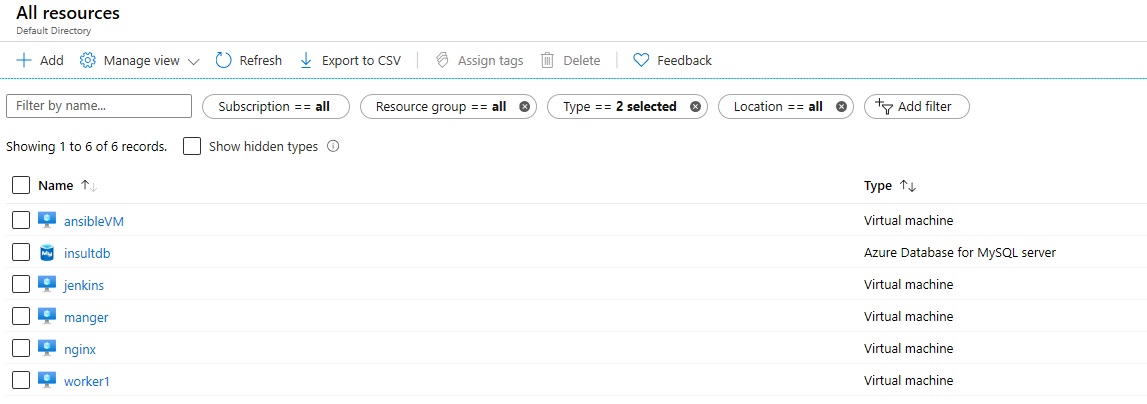 All resources
Default Directory
Add Manage view Refresh Export to CSV Assign tags Delete Feedback
Filter by name... Subscription == all Resource group == all Type == 2 selected Location == all Add filter
Showing 1 to 6 of 6 records. Show hidden types
Name ↑↓ Type ↑↓
ansibleVM Virtual machine
insultdb Azure Database for MySQL server
jenkins Virtual machine
manger Virtual machine
nginx Virtual machine
worker1 Virtual machine